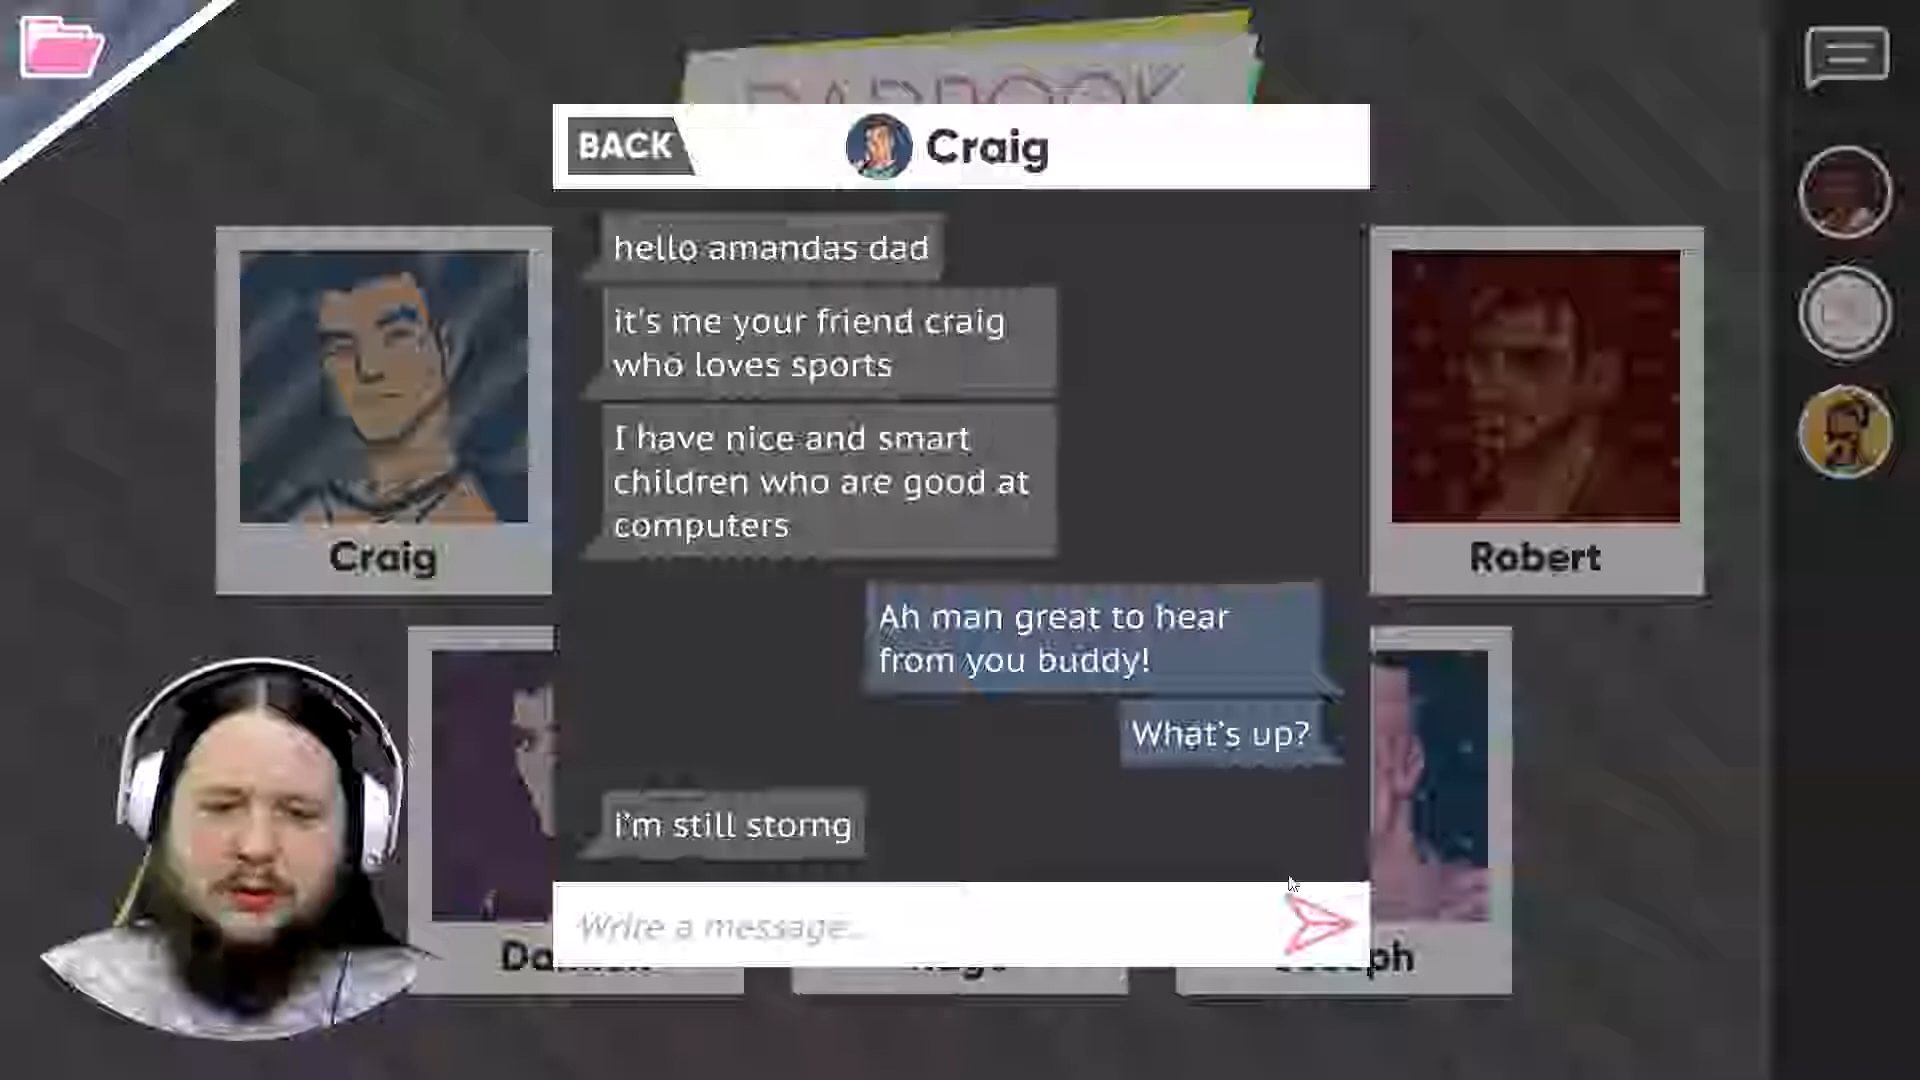 DADBOOK
BACK
Craig
hello amandas dad
it's me your friend craig
who loves sports
I have nice and smart
children who are good at
computers
Craig
Robert
Ah man great to hear
from you buddy!
What's up?
i'm still storng
Write a message...